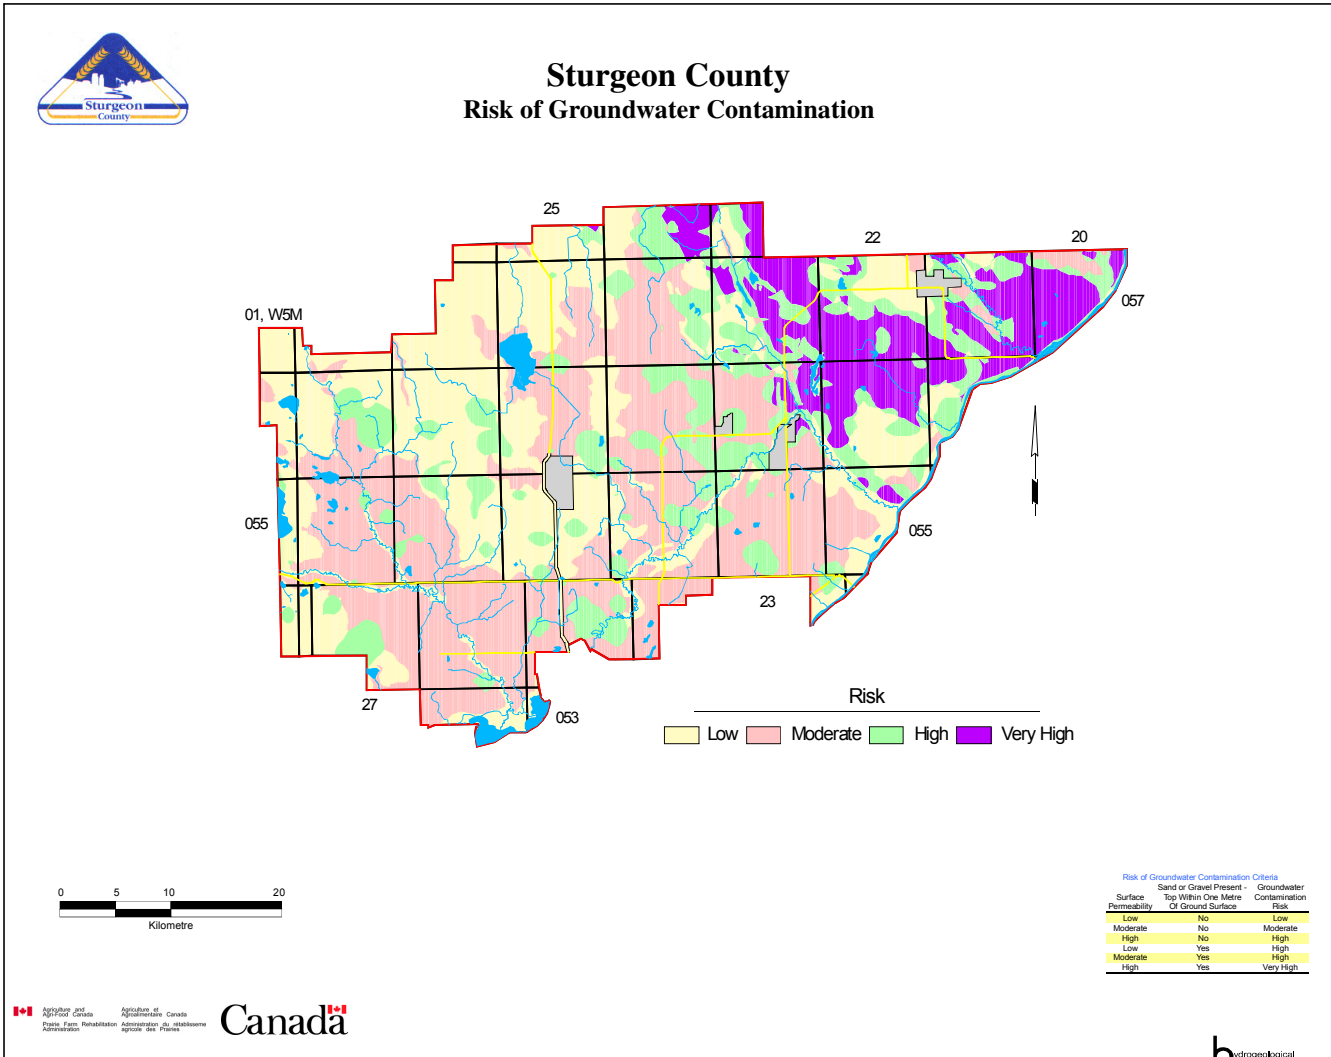 Sturgeon
County
Sturgeon County
Risk of Groundwater Contamination
25
22
20
057
01, W5M
055
055
23
27
053
Risk
Low Moderate High Very High
0 5 10 20
Kilometre
Risk of Groundwater Contamination Criteria
Surface Permeability
Sand or Gravel Present - Top Within One Metre Of Ground Surface
Groundwater Contamination Risk
Low No Low
Moderate No Moderate
High No High
Low Yes High
Moderate Yes High
High Yes Very High
Agriculture and Agri-Food Canada
Agriculture et Agroalimentaire Canada
Prairie Farm Rehabilitation Administration
Administration du rétablisseme agricole des Prairies
Canada
hydrogeological